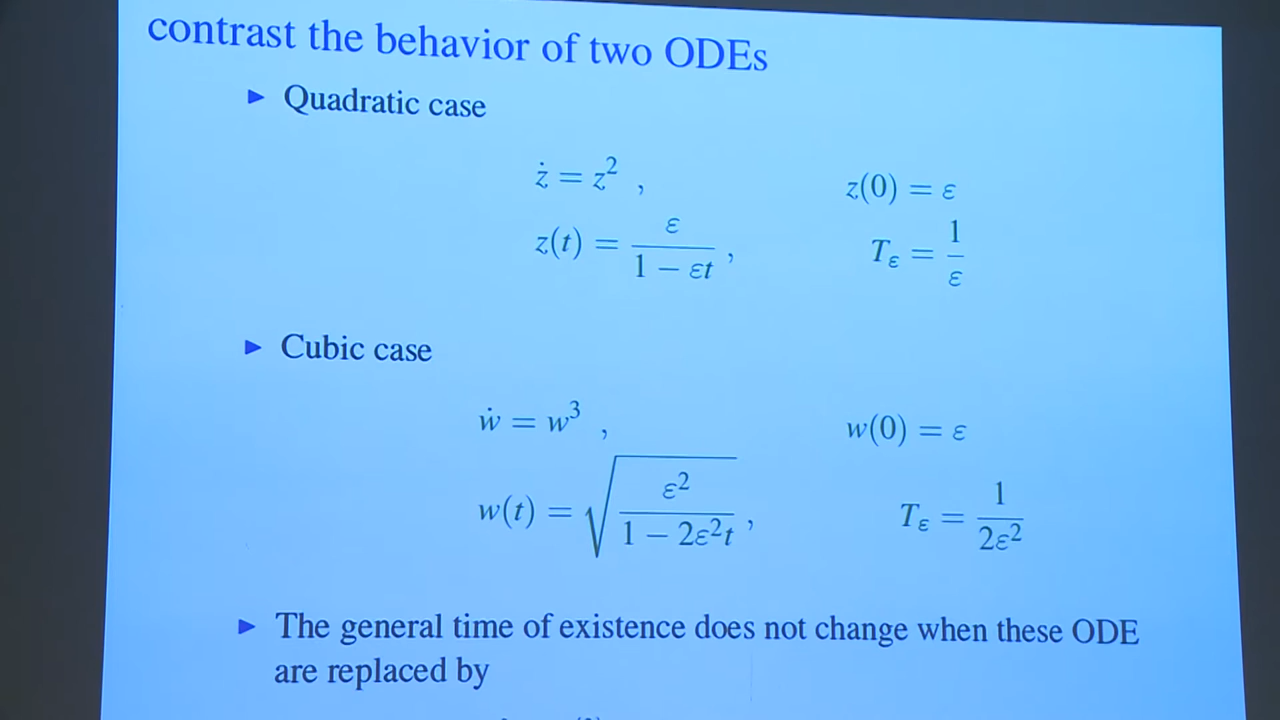 contrast the behavior of two ODEs
▶ Quadratic case
ż = z² , z(0) = ε
z(t) = ε / (1 − εt) , T_ε = 1/ε
▶ Cubic case
ẇ = w³ , w(0) = ε
w(t) = √(ε² / (1 − 2ε²t)) , T_ε = 1/(2ε²)
▶ The general time of existence does not change when these ODE
are replaced by